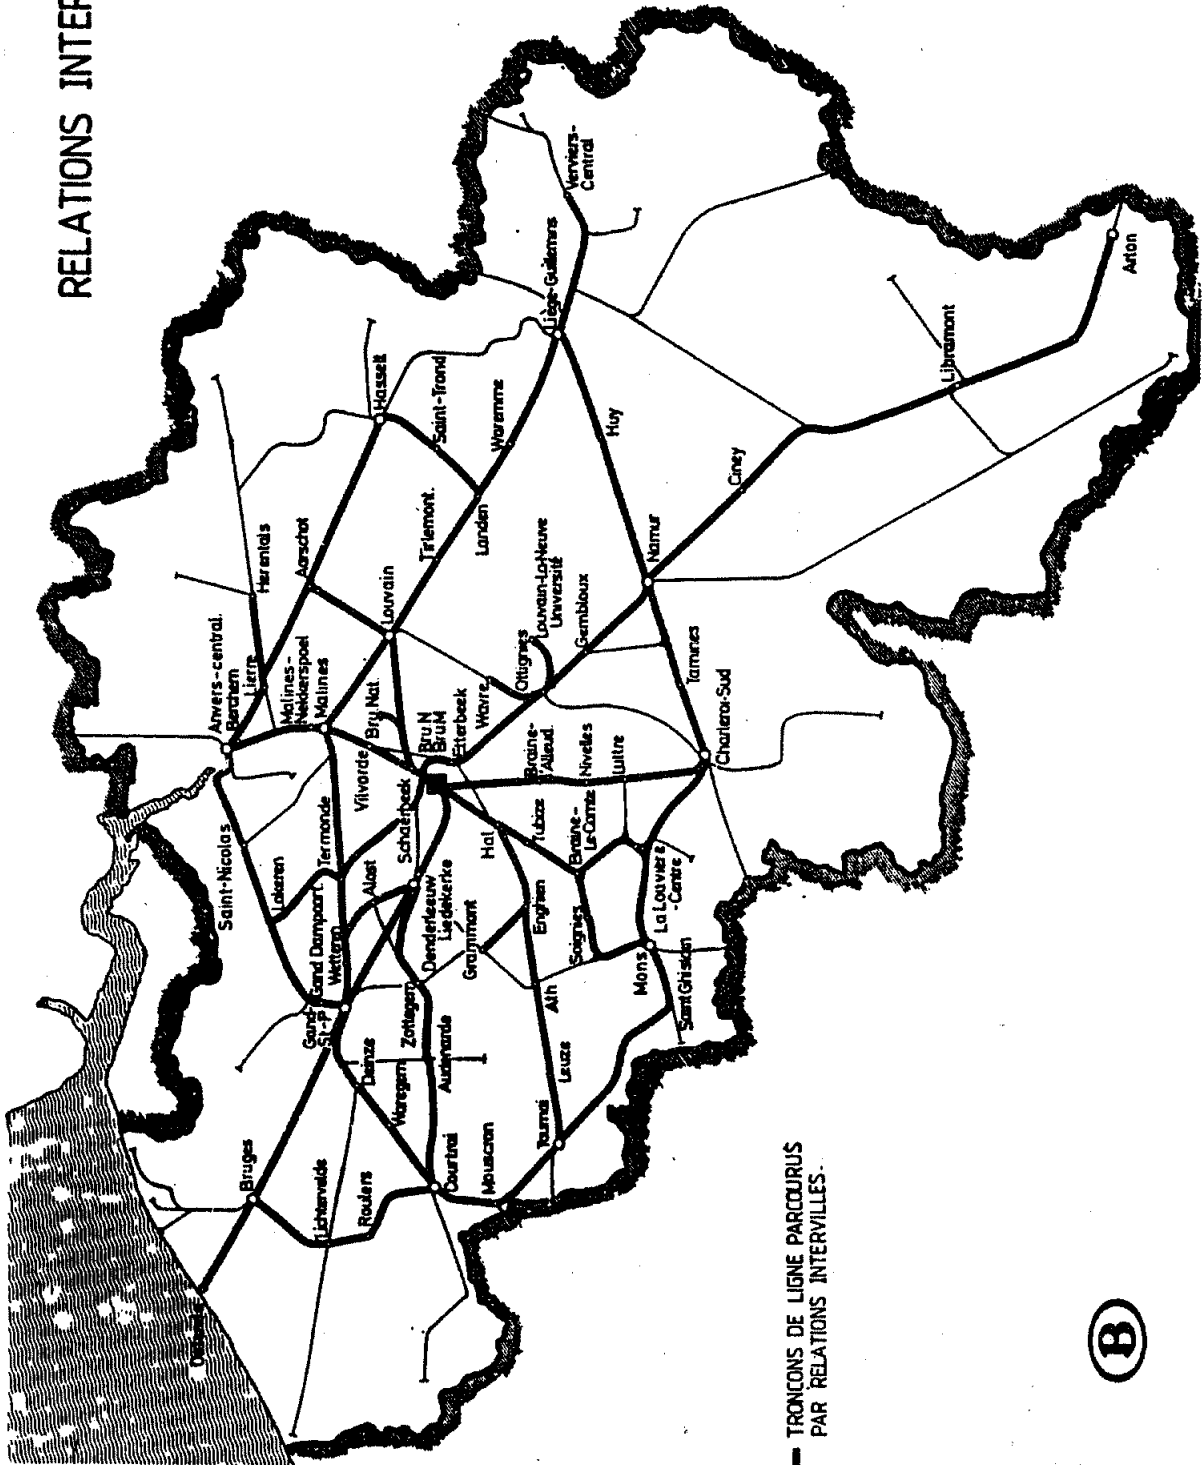 RELATIONS INTER
Anvers-central.
Berchem
Lierre
Herentals
Malines-
Nekkerspoel
Malines
Aarschot
Hasselt
Saint-Trond
Saint-Nicolas
Lokeren
Termonde
Vilvorde
Bru.Nat.
Louvain
Tirlemont.
Landen
Waremme
Liège-Guillemins
Verviers-
Central
Gand Dampoort
Wetteren
Alost
Schaerbeek
Bru.N
Bru.M
Etterbeek
Wavre
Ottignies
Louvain-La-Neuve
Université
Gembloux
Huy
Namur
Ciney
Libramont
Arlon
Gand-
St-P.
Bruges
Deinze
Waregem
Zottegem
Audenarde
Denderleeuw
Liedekerke
Grammont
Hal
Tubize
Braine-
l'Alleud.
Nivelles
Luttre
Braine-
Le-Comte
Enghien
Soignies
Ath
Leuze
Tournai
Mouscron
Courtrai
Roulers
Lichtervelde
Mons
Saint Ghislain
La Louvière
-Centre
Charleroi-Sud
Tamines
TRONCONS DE LIGNE PARCOURUS
PAR RELATIONS INTERVILLES.
B